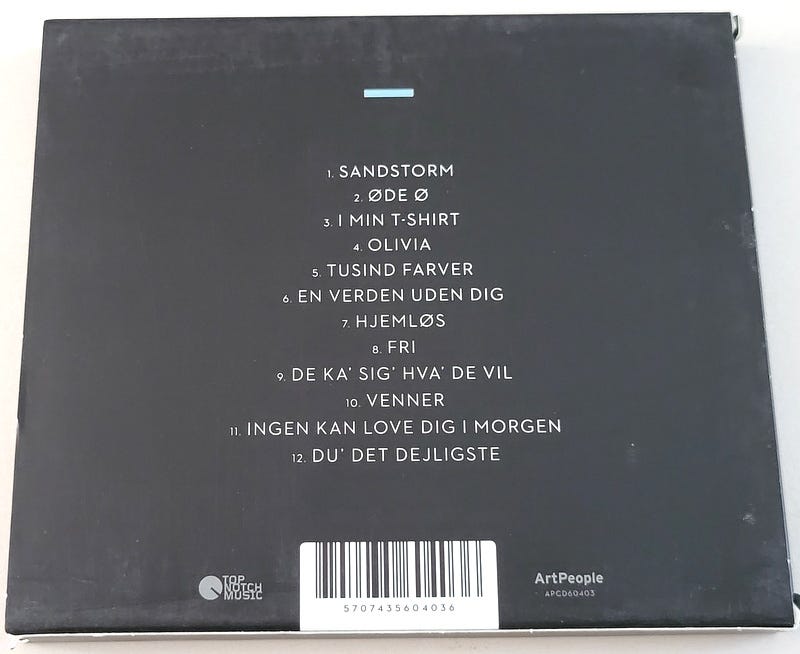 1. SANDSTORM
2. ØDE Ø
3. I MIN T-SHIRT
4. OLIVIA
5. TUSIND FARVER
6. EN VERDEN UDEN DIG
7. HJEMLØS
8. FRI
9. DE KA' SIG' HVA' DE VIL
10. VENNER
11. INGEN KAN LOVE DIG I MORGEN
12. DU' DET DEJLIGSTE
TOP
NOTCH
MUSIC
5707435604036
ArtPeople
APCD60403